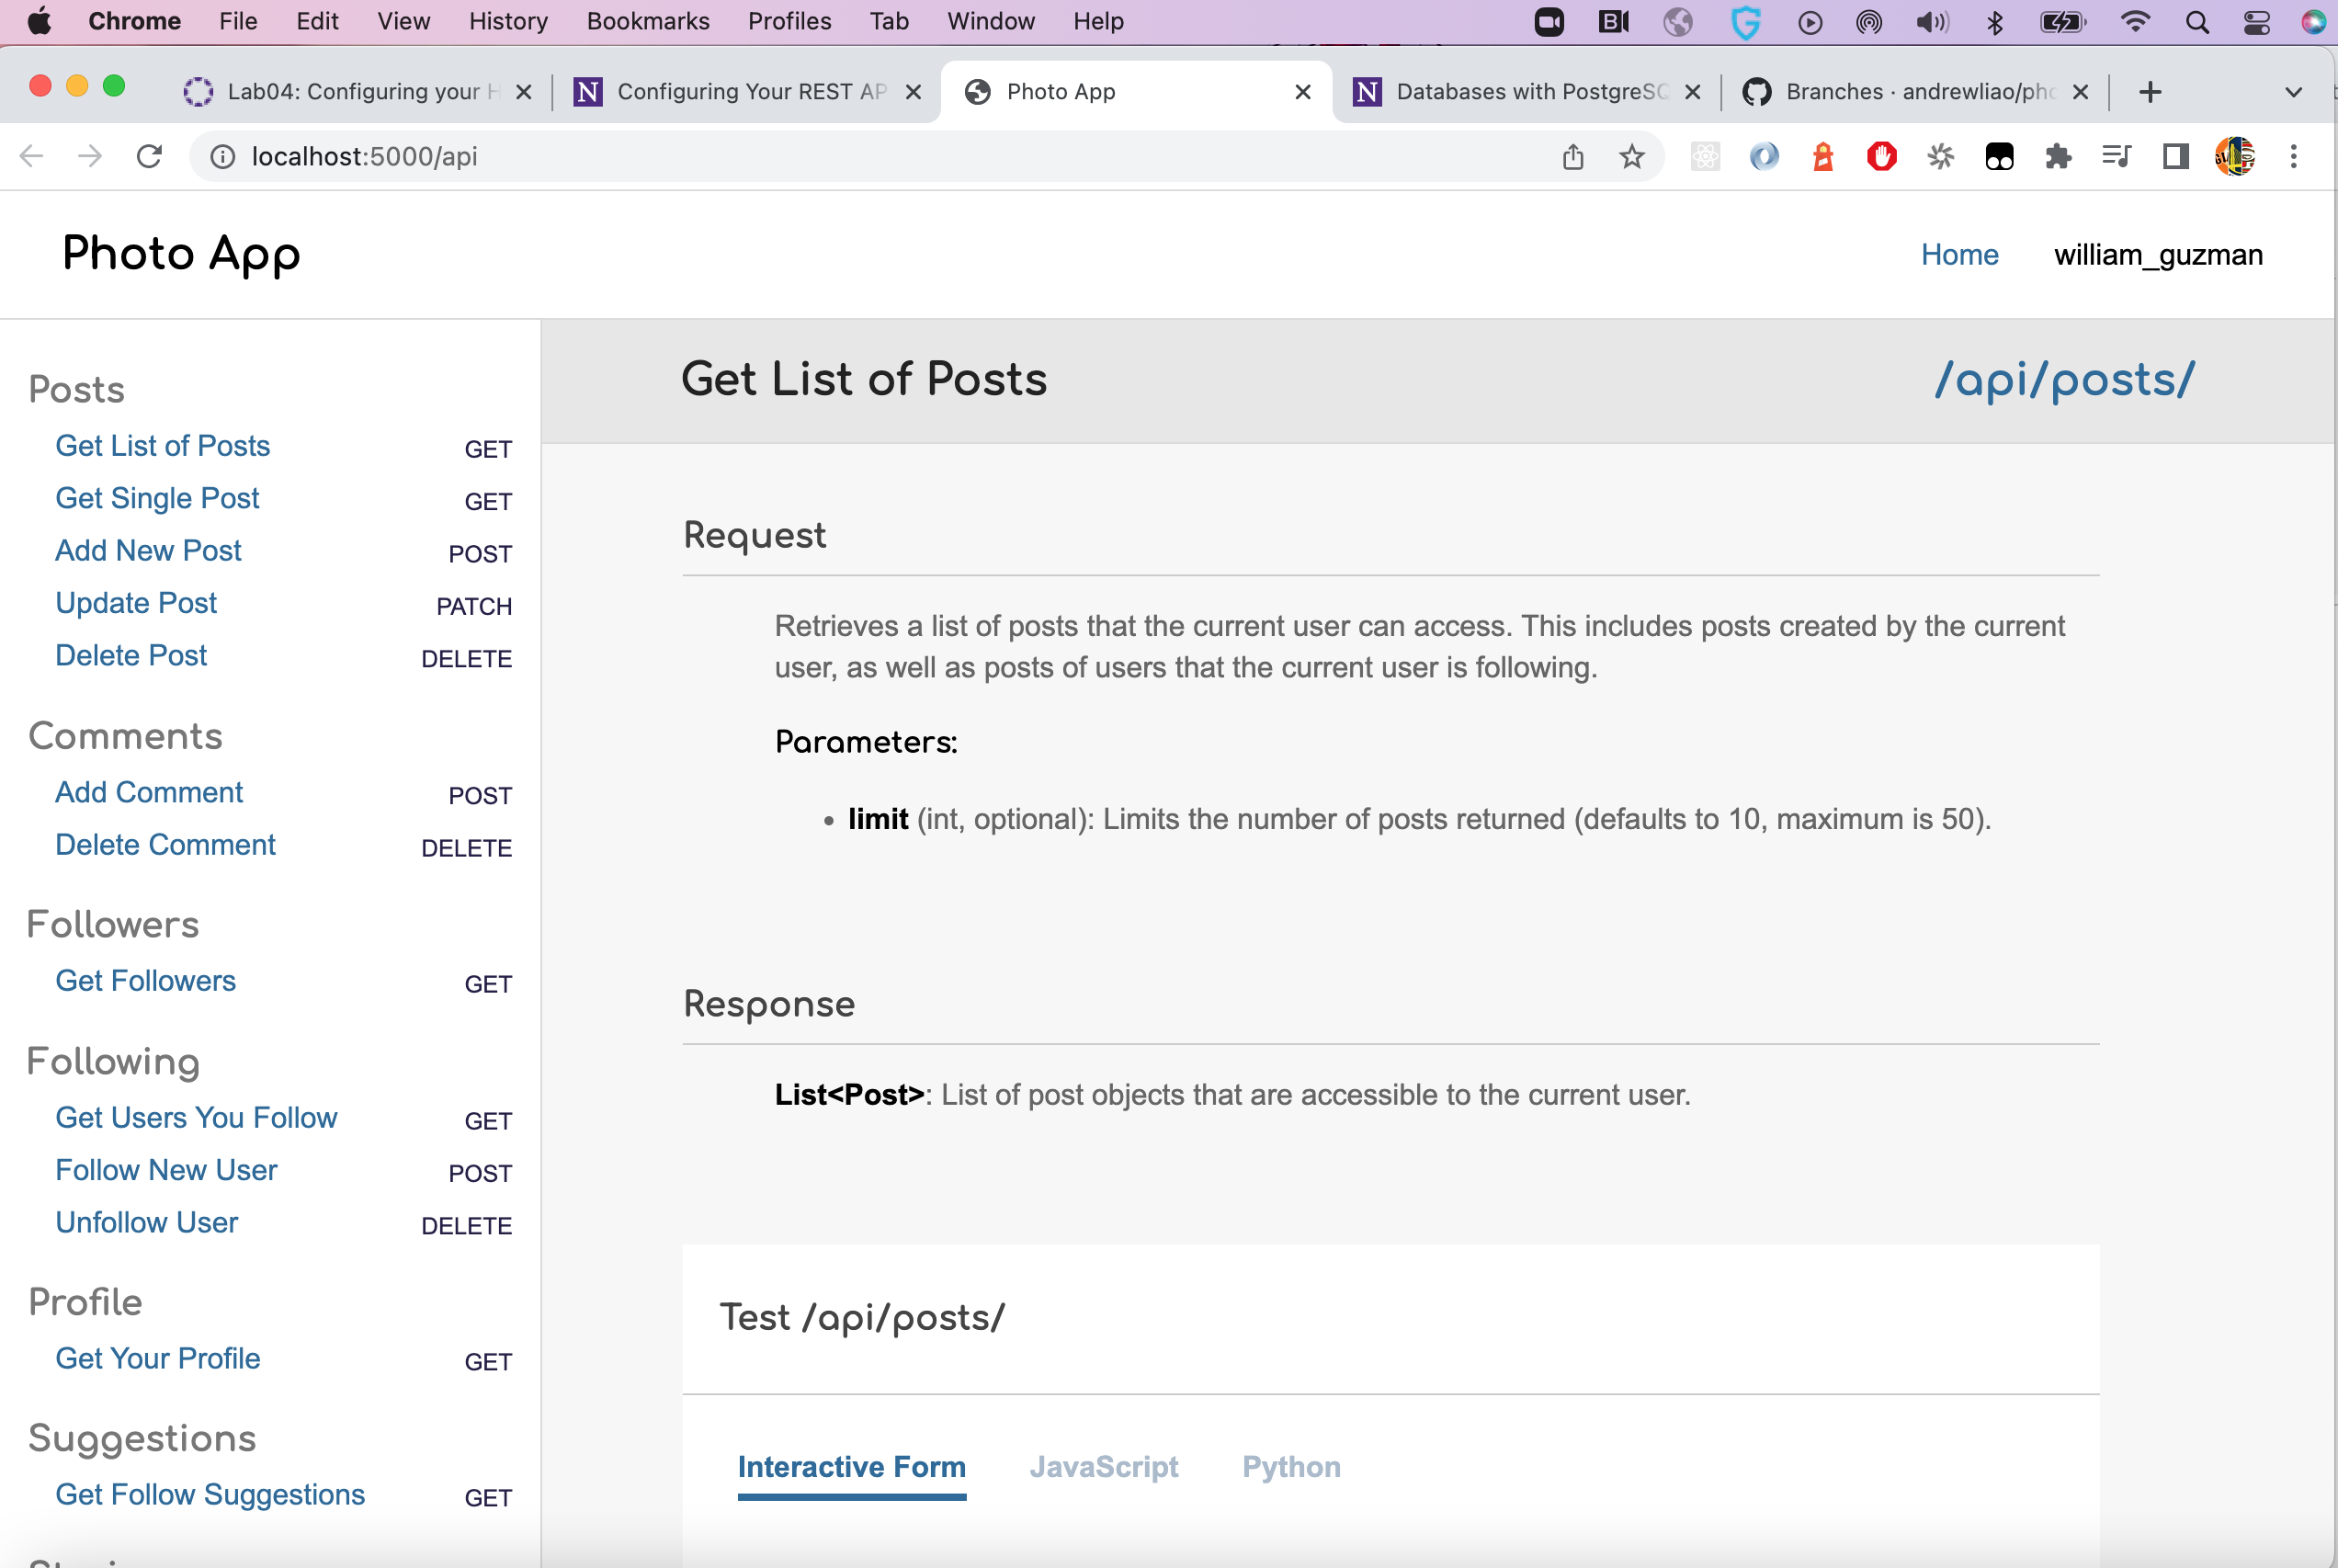 Chrome File Edit View History Bookmarks Profiles Tab Window Help
Lab04: Configuring your H
Configuring Your REST AP
Photo App
Databases with PostgreSQ
Branches · andrewliao/pho
localhost:5000/api
Photo App
Home william_guzman
Posts
Get List of Posts GET
Get Single Post GET
Add New Post POST
Update Post PATCH
Delete Post DELETE
Comments
Add Comment POST
Delete Comment DELETE
Followers
Get Followers GET
Following
Get Users You Follow GET
Follow New User POST
Unfollow User DELETE
Profile
Get Your Profile GET
Suggestions
Get Follow Suggestions GET
Get List of Posts /api/posts/
Request
Retrieves a list of posts that the current user can access. This includes posts created by the current
user, as well as posts of users that the current user is following.
Parameters:
• limit (int, optional): Limits the number of posts returned (defaults to 10, maximum is 50).
Response
List<Post>: List of post objects that are accessible to the current user.
Test /api/posts/
Interactive Form JavaScript Python